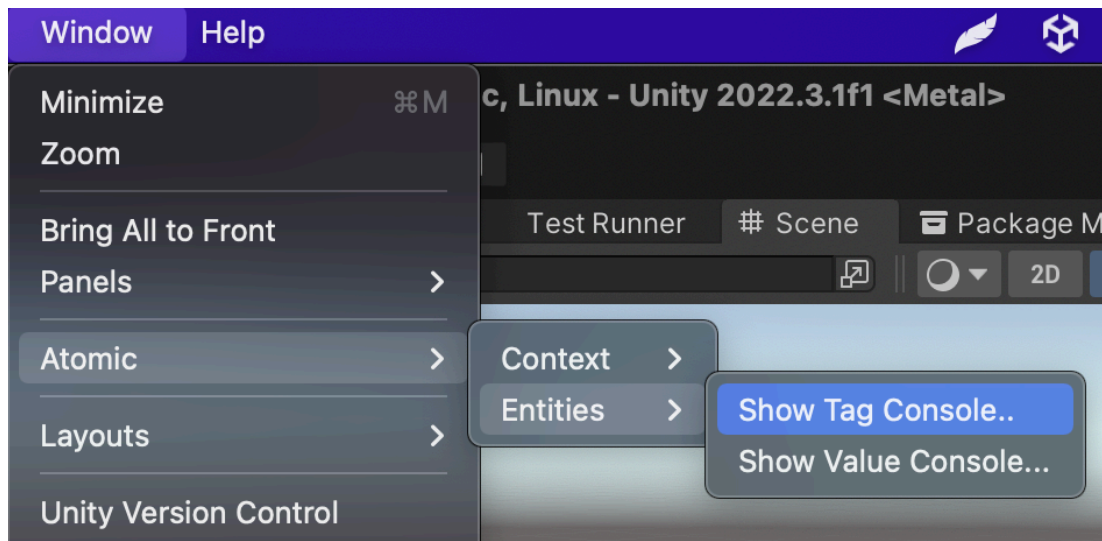 Window Help
Minimize ⌘M
c, Linux - Unity 2022.3.1f1 <Metal>
Zoom
Bring All to Front
Test Runner # Scene Package M
Panels
2D
Atomic
Context
Entities
Show Tag Console..
Layouts
Show Value Console...
Unity Version Control